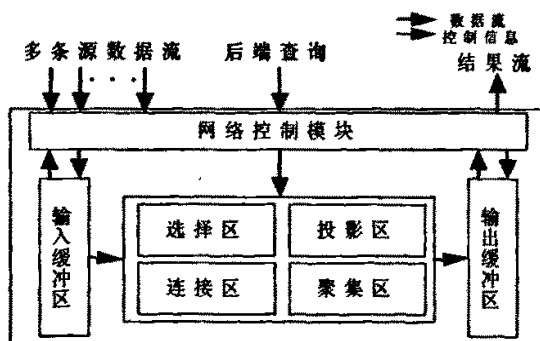 数据流
控制信息
多条源数据流
后端查询
结果流
· · ·
网络控制模块
输入缓冲区
选择区
投影区
连接区
聚集区
输出缓冲区